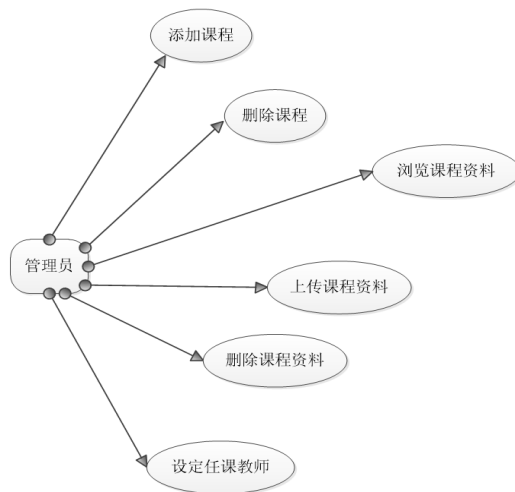 添加课程
删除课程
浏览课程资料
管理员
上传课程资料
删除课程资料
设定任课教师